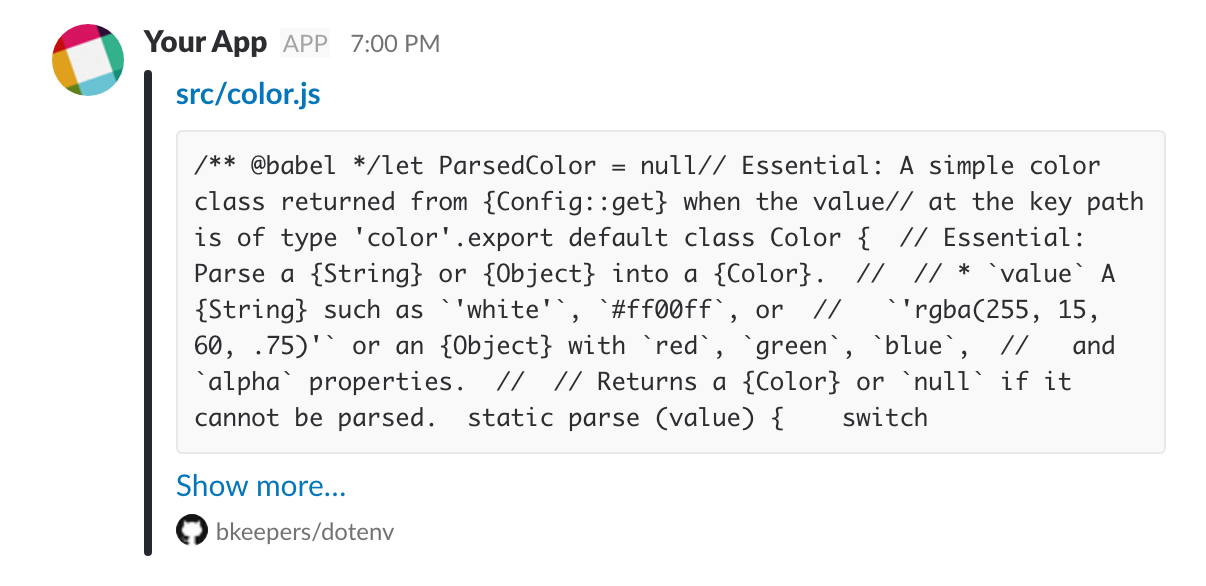 Your App APP 7:00 PM
src/color.js
/** @babel */let ParsedColor = null// Essential: A simple color
class returned from {Config::get} when the value// at the key path
is of type 'color'.export default class Color {  // Essential:
Parse a {String} or {Object} into a {Color}.  //  // * `value` A
{String} such as `'white'`, `#ff00ff`, or  //   `'rgba(255, 15,
60, .75)'` or an {Object} with `red`, `green`, `blue`,  //   and
`alpha` properties.  //  // Returns a {Color} or `null` if it
cannot be parsed.  static parse (value) {    switch
Show more...
bkeepers/dotenv